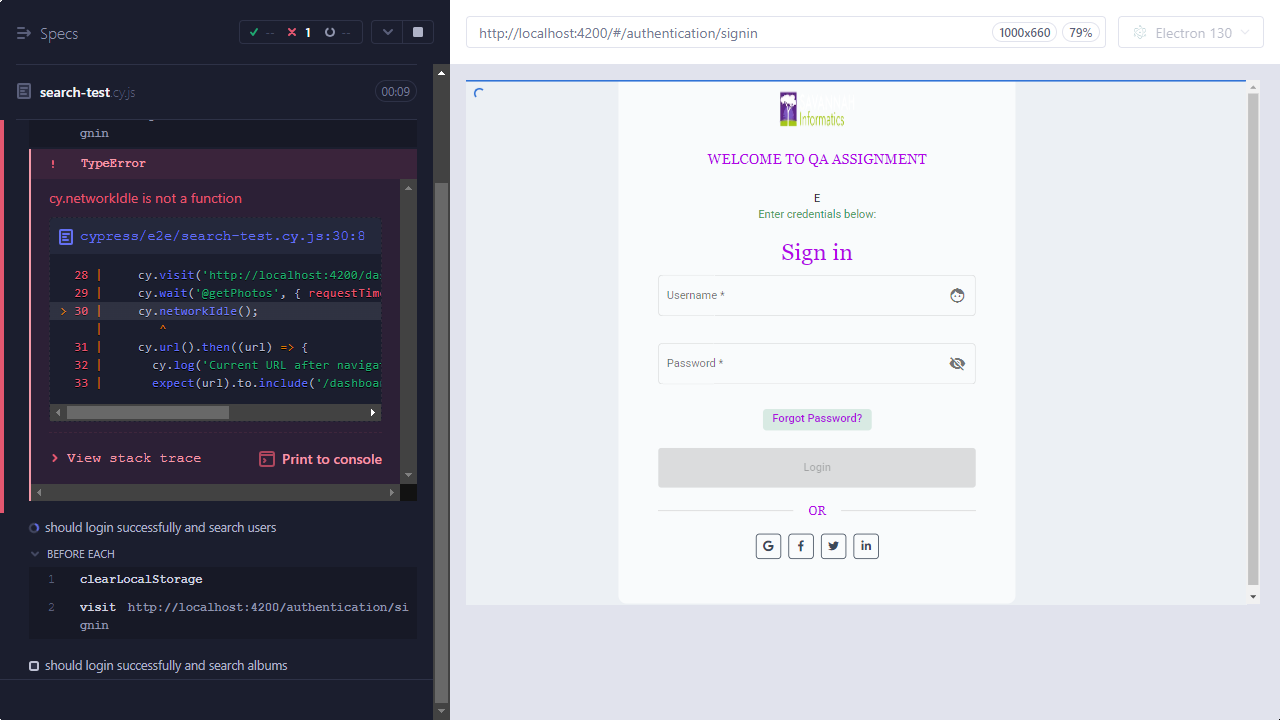 Specs
-- 1 --
search-test.cy.js
00:09
gnin
! TypeError
cy.networkIdle is not a function
cypress/e2e/search-test.cy.js:30:8
28 | cy.visit('http://localhost:4200/da
29 | cy.wait('@getPhotos', { requestTime
> 30 | cy.networkIdle();
| ^
31 | cy.url().then((url) => {
32 | cy.log('Current URL after naviga
33 | expect(url).to.include('/dashboa
View stack trace
Print to console
should login successfully and search users
BEFORE EACH
1 clearLocalStorage
2 visit http://localhost:4200/authentication/si
gnin
should login successfully and search albums
http://localhost:4200/#/authentication/signin
1000x660
79%
Electron 130
Informatics
WELCOME TO QA ASSIGNMENT
E
Enter credentials below:
Sign in
Username *
Password *
Forgot Password?
Login
OR